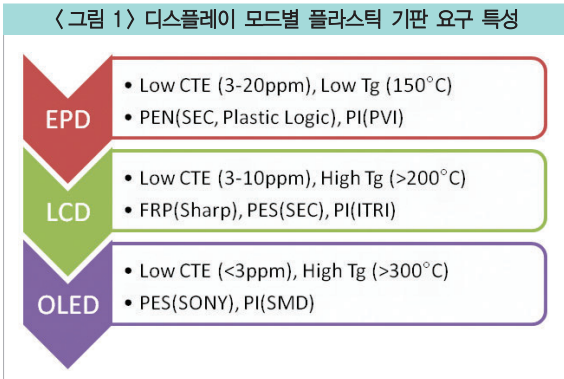 〈그림 1〉 디스플레이 모드별 플라스틱 기판 요구 특성
EPD
• Low CTE (3-20ppm), Low Tg (150°C)
• PEN(SEC, Plastic Logic), PI(PVI)
LCD
• Low CTE (3-10ppm), High Tg (>200°C)
• FRP(Sharp), PES(SEC), PI(ITRI)
OLED
• Low CTE (<3ppm), High Tg (>300°C)
• PES(SONY), PI(SMD)